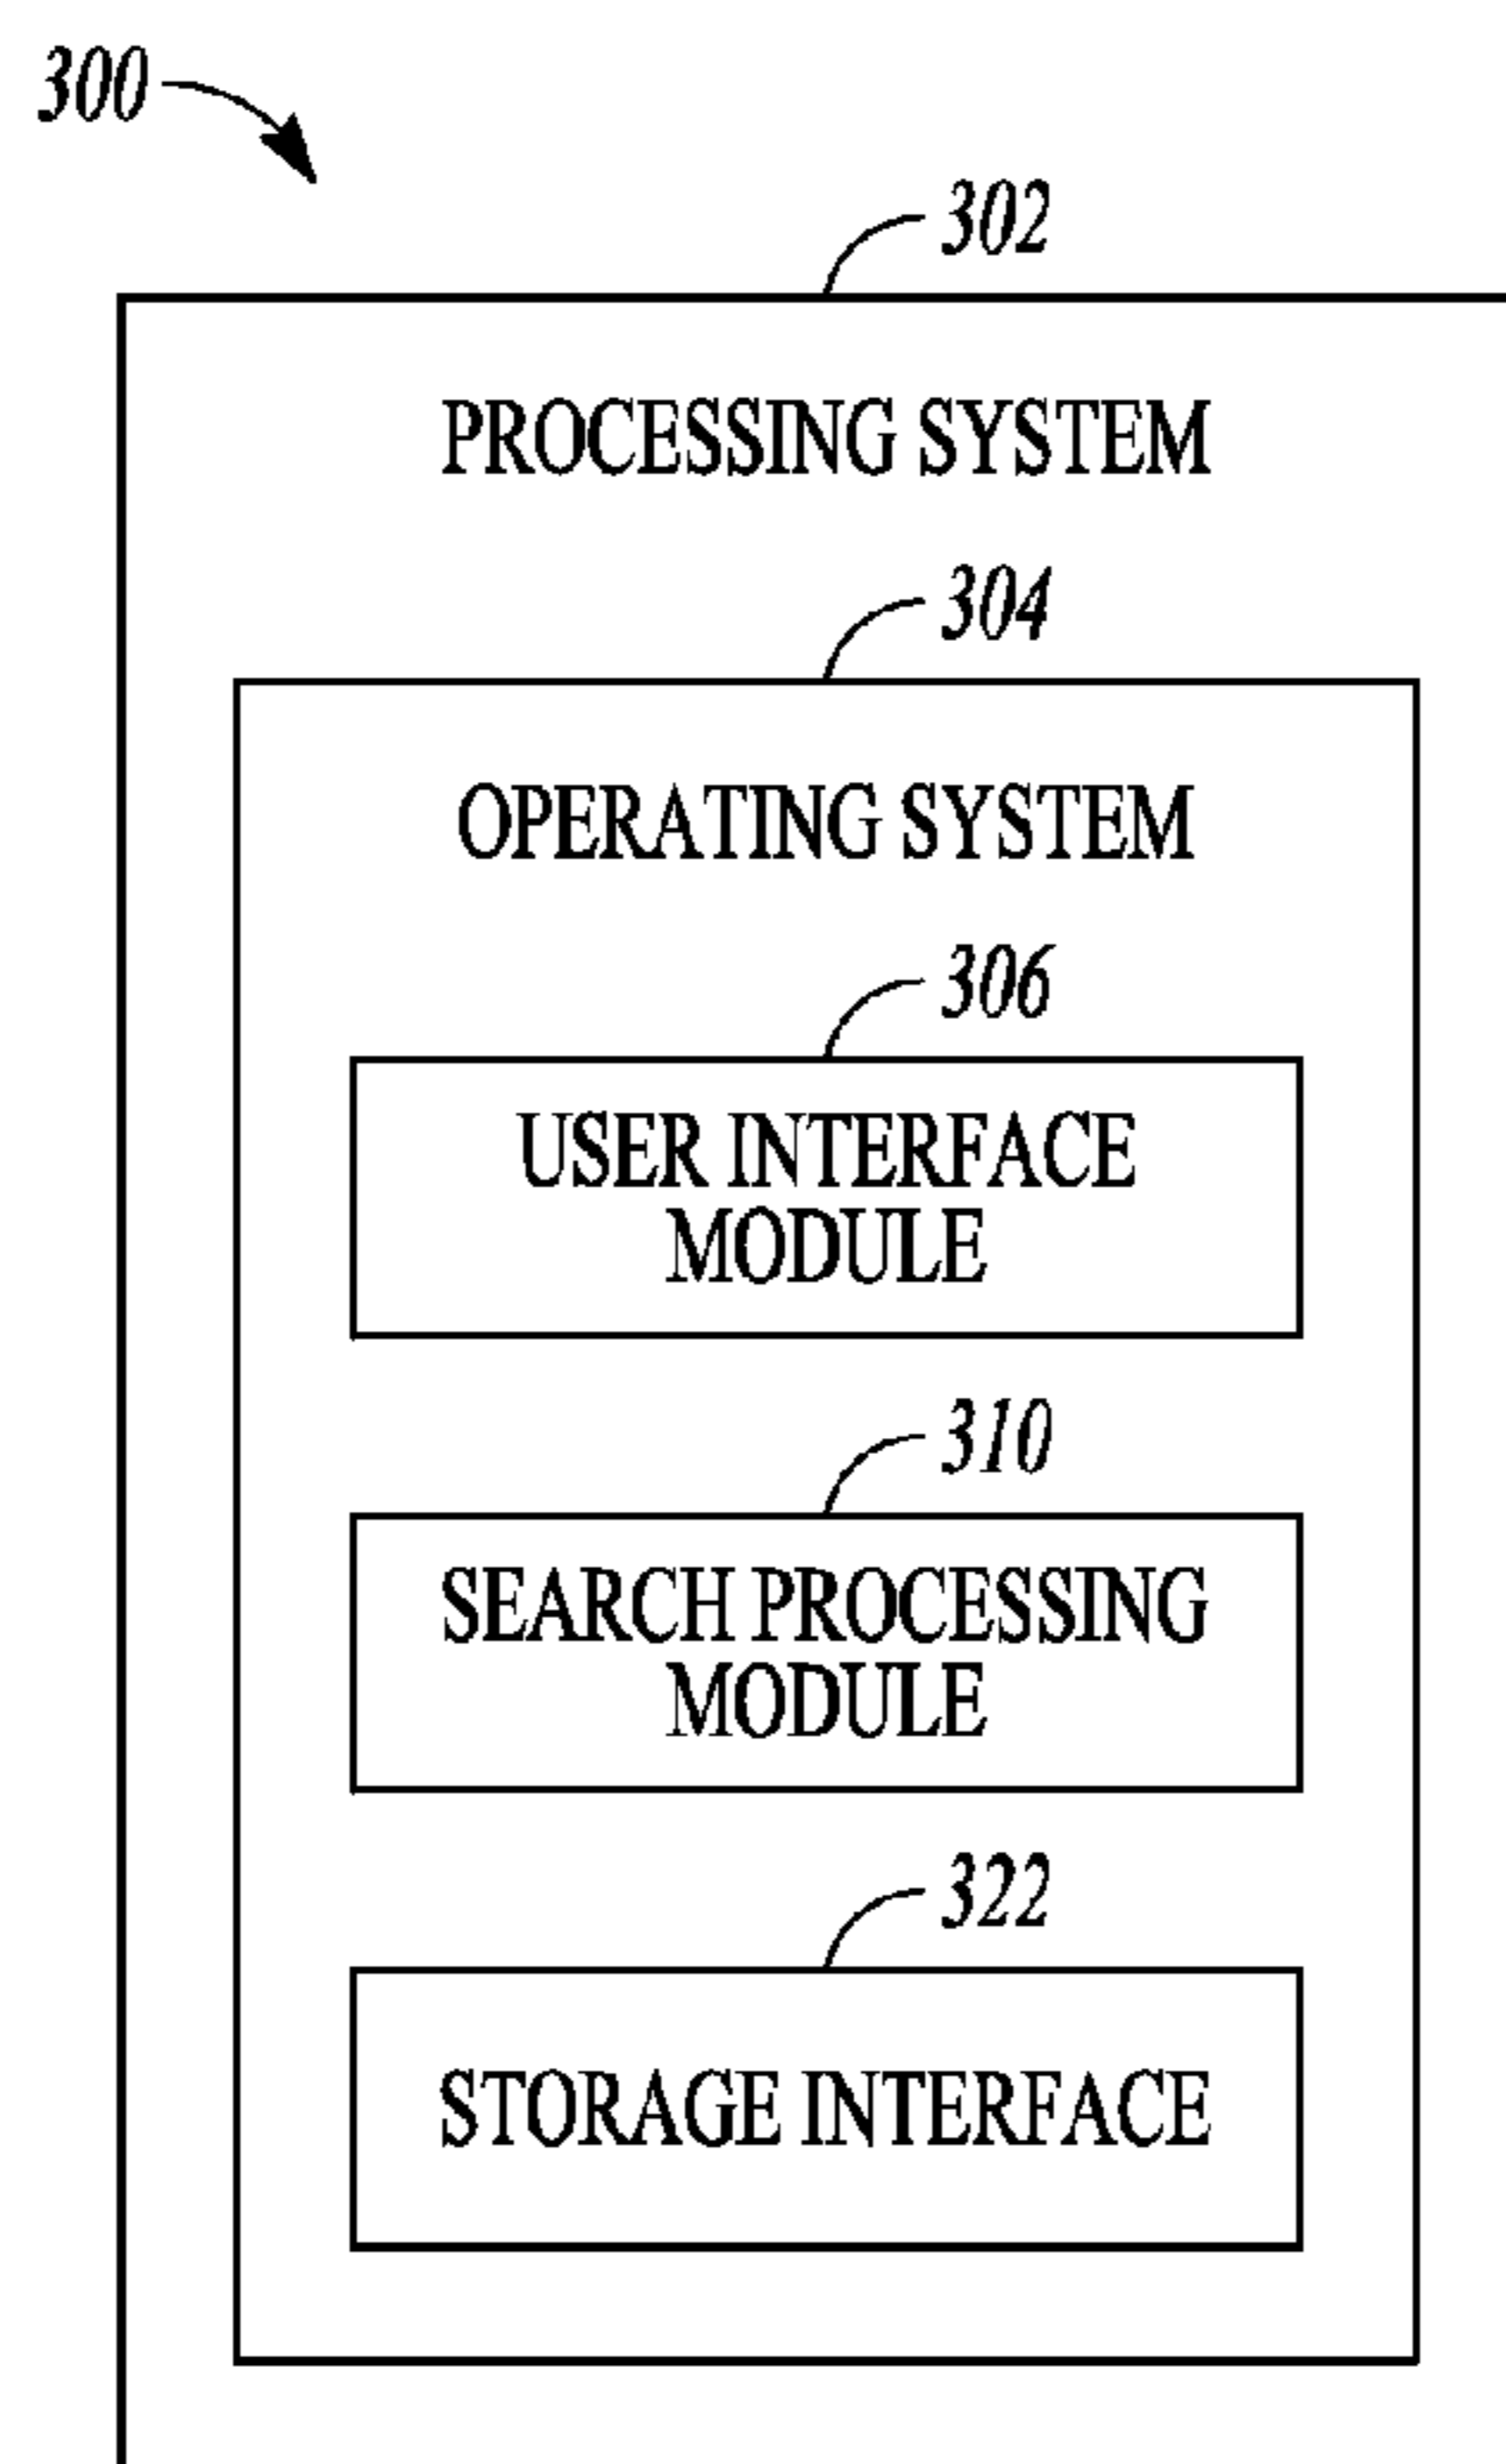 300
302
PROCESSING SYSTEM
304
OPERATING SYSTEM
306
USER INTERFACE
MODULE
310
SEARCH PROCESSING
MODULE
322
STORAGE INTERFACE